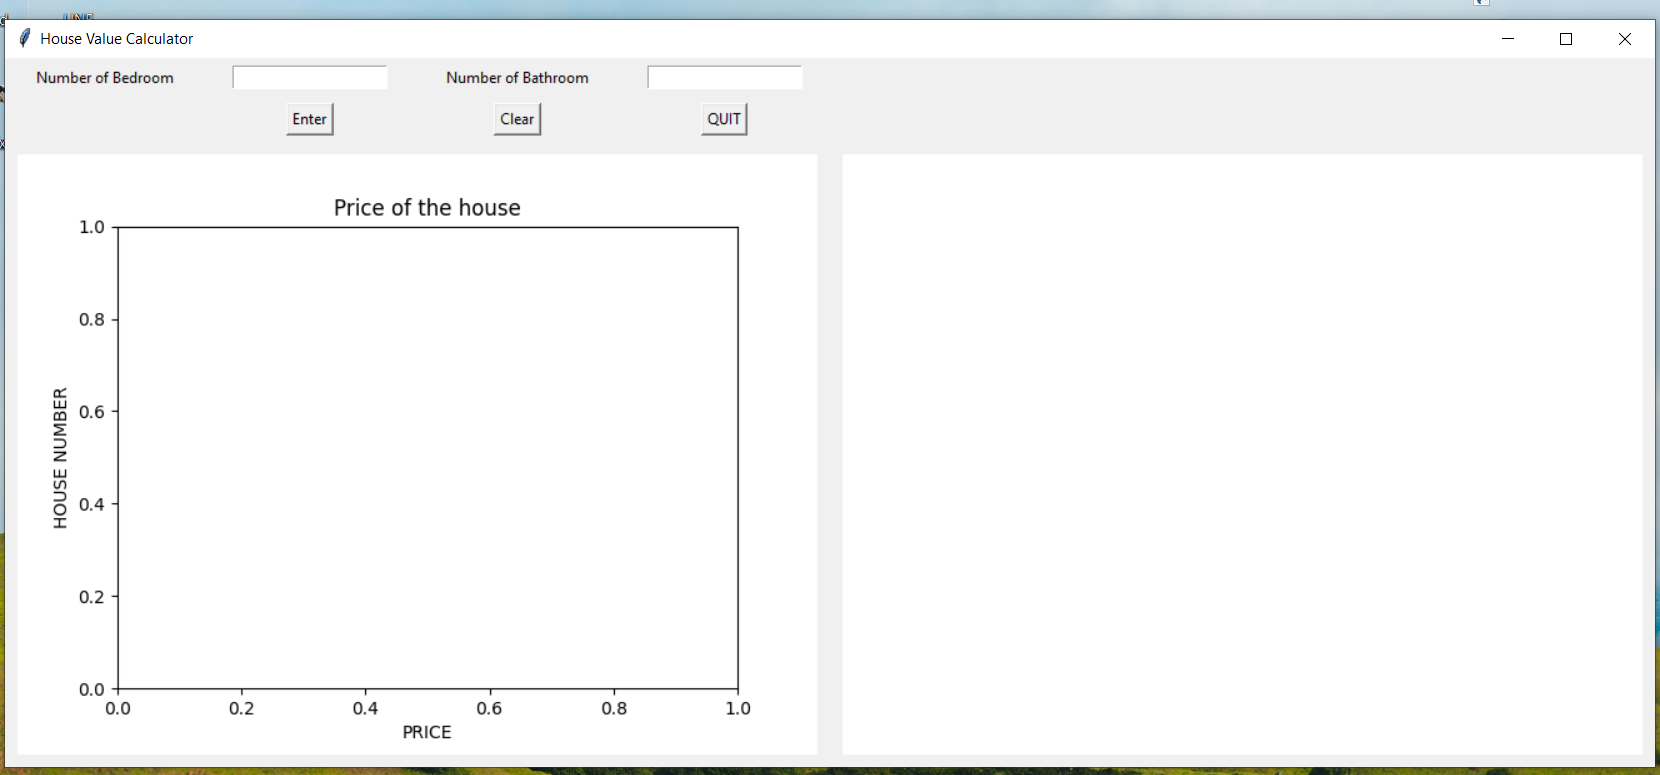 House Value Calculator
Number of Bedroom Number of Bathroom
Enter Clear QUIT
Price of the house
1.0
0.8
0.6
0.4
0.2
0.0
HOUSE NUMBER
0.0 0.2 0.4 0.6 0.8 1.0
PRICE